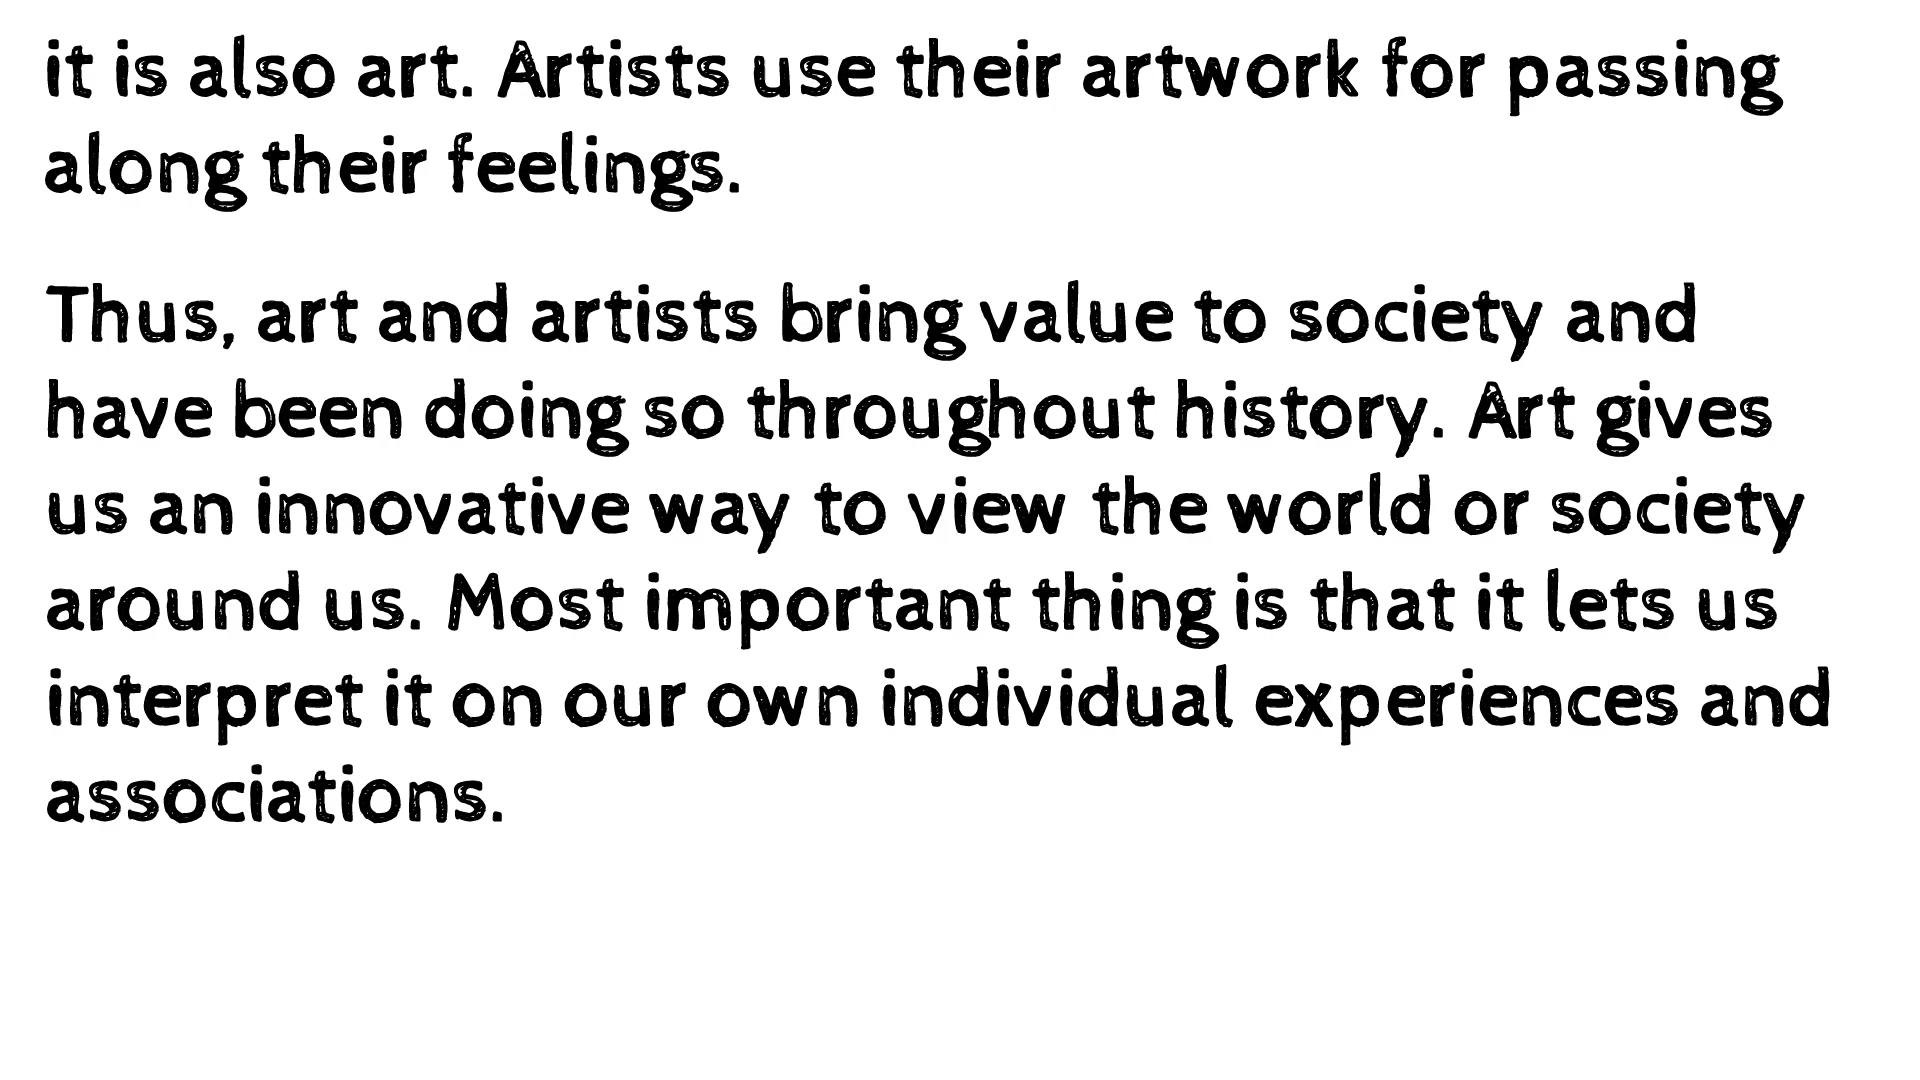 it is also art. Artists use their artwork for passing
along their feelings.
Thus, art and artists bring value to society and
have been doing so throughout history. Art gives
us an innovative way to view the world or society
around us. Most important thing is that it lets us
interpret it on our own individual experiences and
associations.